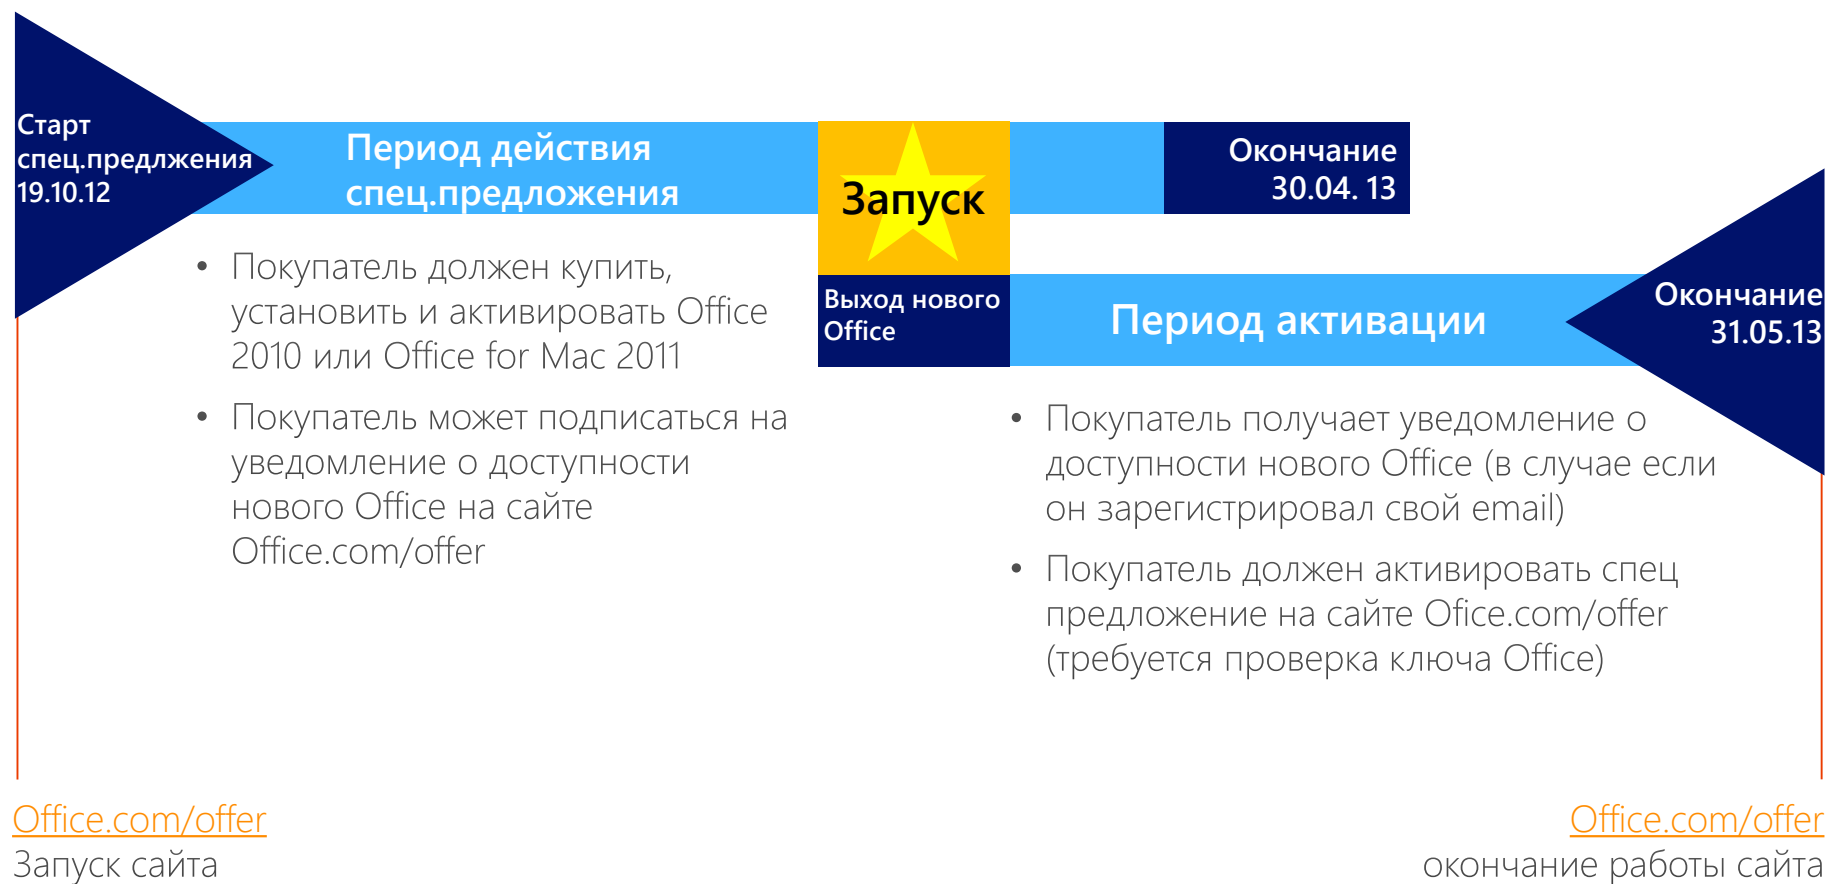 Старт
спец.предлжения
19.10.12
Период действия
спец.предложения
Запуск
Окончание
30.04. 13
Выход нового
Office
Период активации
Окончание
31.05.13
• Покупатель должен купить,
установить и активировать Office
2010 или Office for Mac 2011
• Покупатель может подписаться на
уведомление о доступности
нового Office на сайте
Office.com/offer
• Покупатель получает уведомление о
доступности нового Office (в случае если
он зарегистрировал свой email)
• Покупатель должен активировать спец
предложение на сайте Ofice.com/offer
(требуется проверка ключа Office)
Office.com/offer
Запуск сайта
Office.com/offer
окончание работы сайта